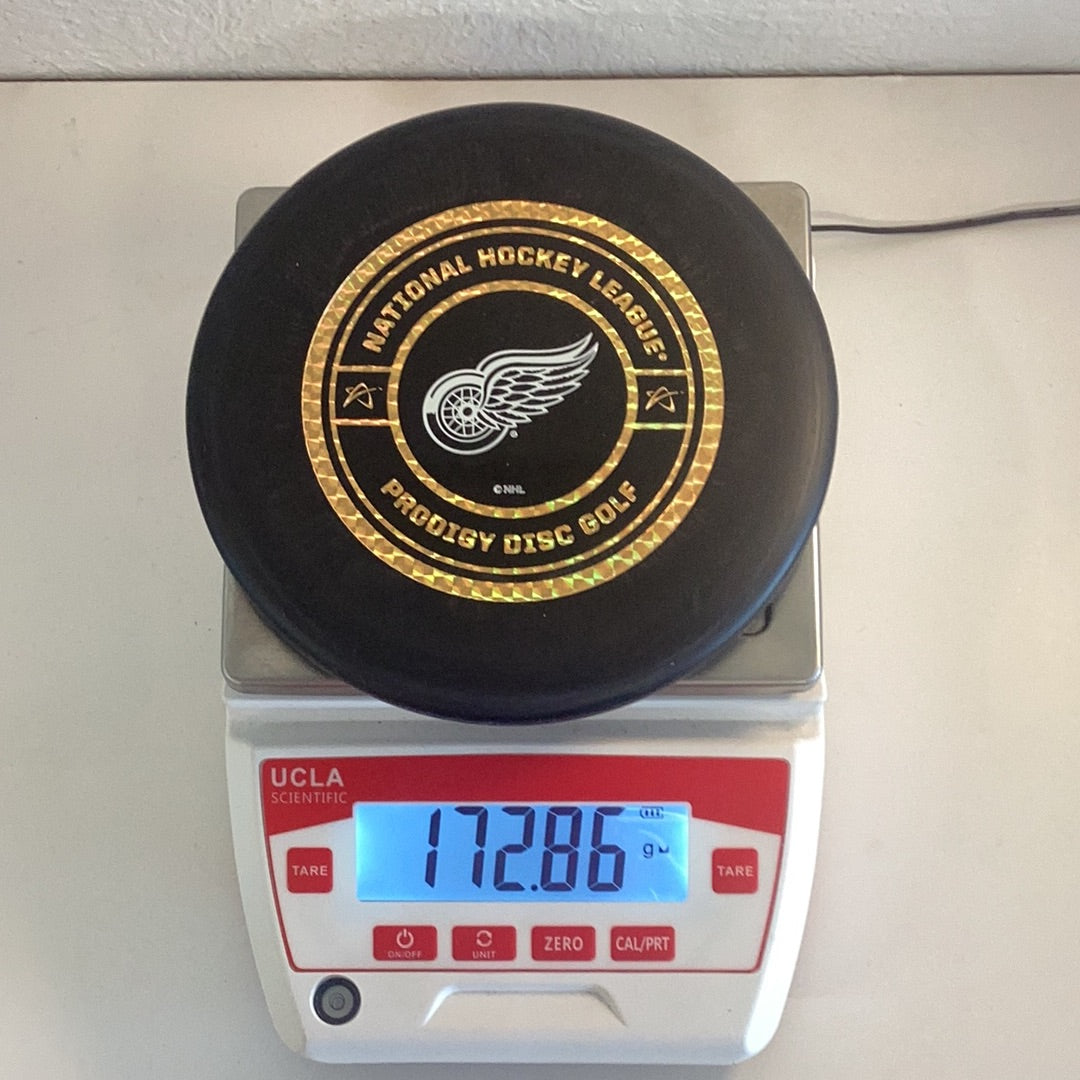 NATIONAL HOCKEY LEAGUE®
®
© NHL
PRODIGY DISC GOLF
UCLA
SCIENTIFIC
172.86
g
TARE
TARE
ON/OFF
UNIT
ZERO
CAL/PRT